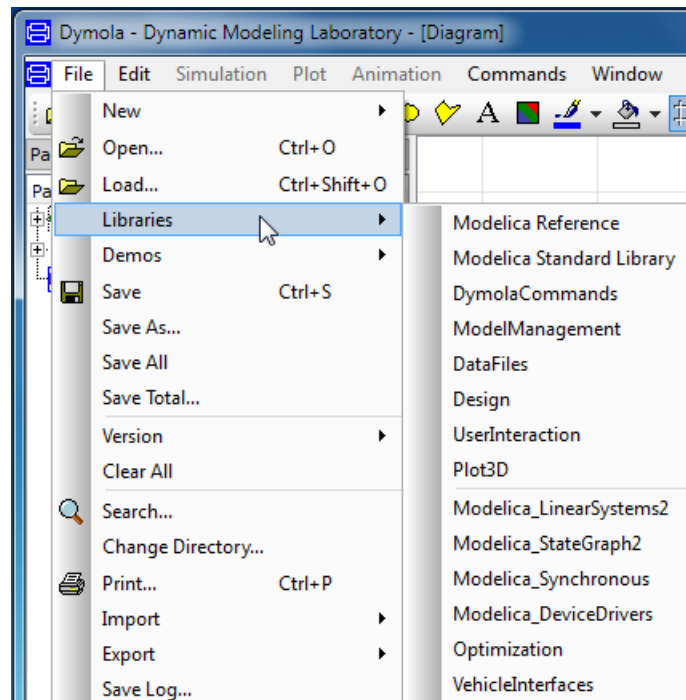 Dymola - Dynamic Modeling Laboratory - [Diagram]
File Edit Simulation Plot Animation Commands Window
A
New
Pa
Open... Ctrl+O
Pa
Load... Ctrl+Shift+O
Libraries
Demos
Save Ctrl+S
Save As...
Save All
Save Total...
Version
Clear All
Search...
Change Directory...
Print... Ctrl+P
Import
Export
Save Log...
Modelica Reference
Modelica Standard Library
DymolaCommands
ModelManagement
DataFiles
Design
UserInteraction
Plot3D
Modelica_LinearSystems2
Modelica_StateGraph2
Modelica_Synchronous
Modelica_DeviceDrivers
Optimization
VehicleInterfaces